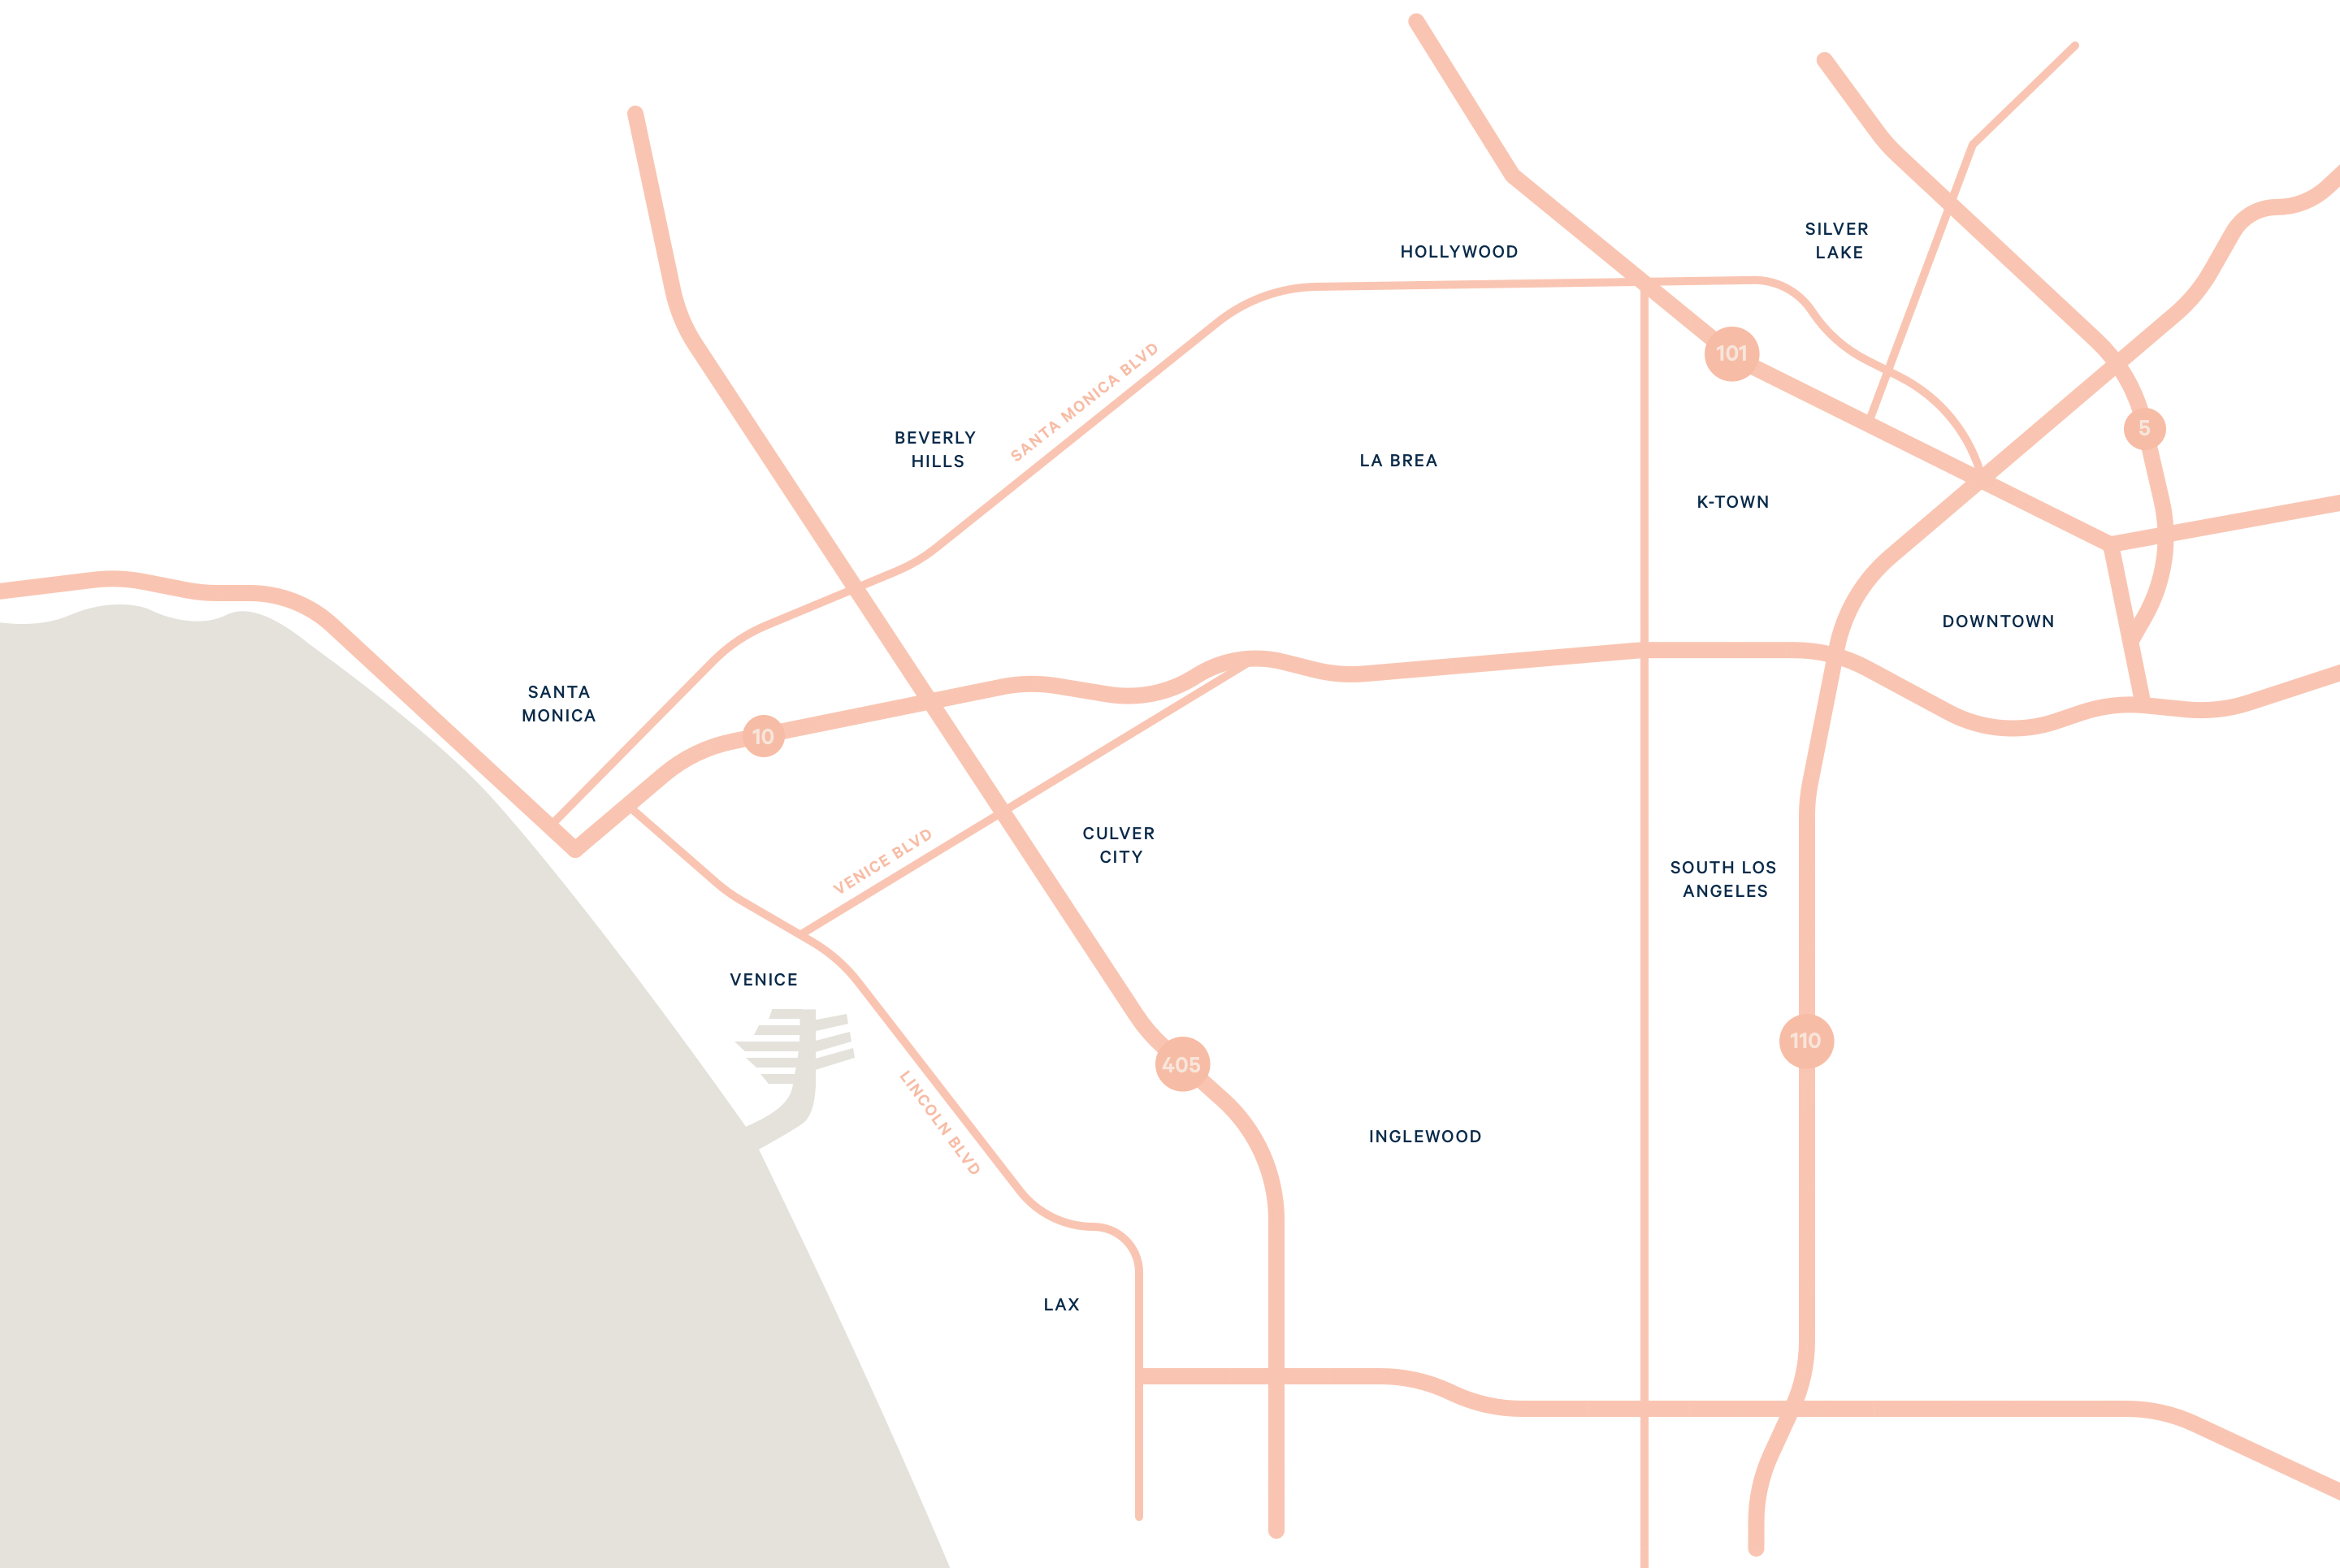 SILVER
LAKE
HOLLYWOOD
101
SANTA MONICA BLVD
5
BEVERLY
HILLS
LA BREA
K-TOWN
DOWNTOWN
SANTA
MONICA
10
CULVER
CITY
VENICE BLVD
SOUTH LOS
ANGELES
VENICE
110
405
LINCOLN BLVD
INGLEWOOD
LAX